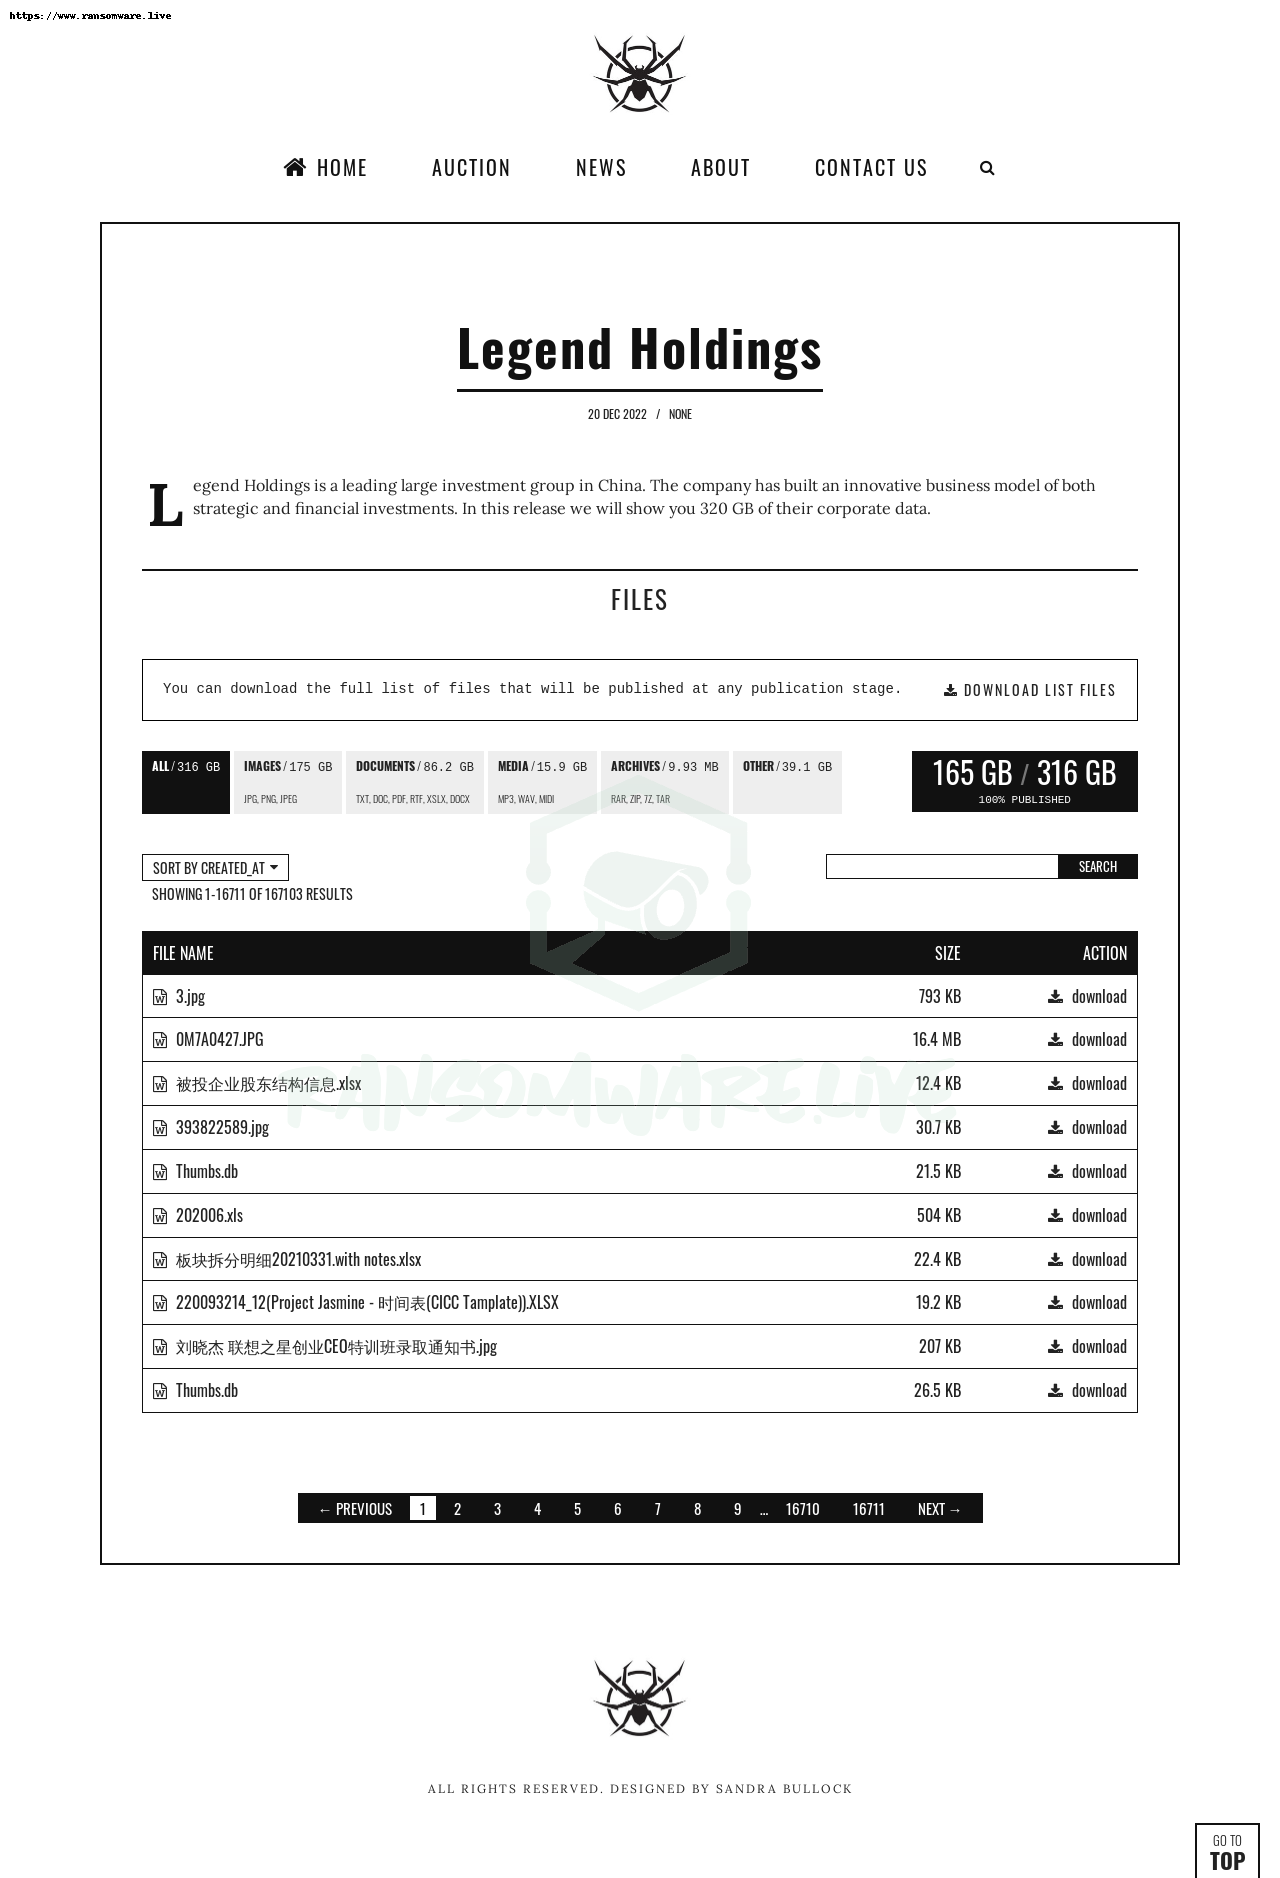 https://www.ransomware.live
HOME AUCTION NEWS ABOUT CONTACT US
Legend Holdings
20 DEC 2022 / NONE
Legend Holdings is a leading large investment group in China. The company has built an innovative business model of both
strategic and financial investments. In this release we will show you 320 GB of their corporate data.
FILES
You can download the full list of files that will be published at any publication stage. DOWNLOAD LIST FILES
ALL / 316 GB IMAGES / 175 GB DOCUMENTS / 86.2 GB MEDIA / 15.9 GB ARCHIVES / 9.93 MB OTHER / 39.1 GB 165 GB / 316 GB
JPG, PNG, JPEG TXT, DOC, PDF, RTF, XSLX, DOCX MP3, WAV, MIDI RAR, ZIP, 7Z, TAR 100% PUBLISHED
SORT BY CREATED_AT SEARCH
SHOWING 1-16711 OF 167103 RESULTS
FILE NAME SIZE ACTION
3.jpg 793 KB download
0M7A0427.JPG 16.4 MB download
RANSOMWARE.LIVE
被投企业股东结构信息.xlsx 12.4 KB download
393822589.jpg 30.7 KB download
Thumbs.db 21.5 KB download
202006.xls 504 KB download
板块拆分明细20210331.with notes.xlsx 22.4 KB download
220093214_12(Project Jasmine - 时间表(CICC Tamplate)).XLSX 19.2 KB download
刘晓杰 联想之星创业CEO特训班录取通知书.jpg 207 KB download
Thumbs.db 26.5 KB download
← PREVIOUS 1 2 3 4 5 6 7 8 9 … 16710 16711 NEXT →
ALL RIGHTS RESERVED. DESIGNED BY SANDRA BULLOCK
GO TO
TOP